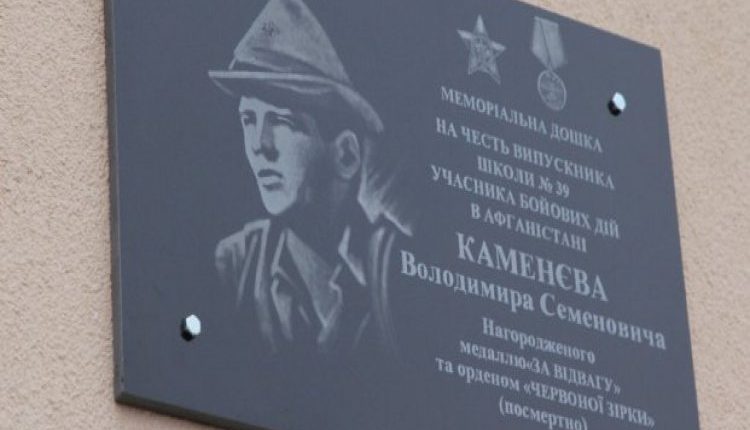 МЕМОРІАЛЬНА ДОШКА
НА ЧЕСТЬ ВИПУСКНИКА
ШКОЛИ № 39
УЧАСНИКА БОЙОВИХ ДІЙ
В АФГАНІСТАНІ
КАМЕНЄВА
Володимира Семеновича
Нагородженого
медаллю«ЗА ВІДВАГУ»
та орденом «ЧЕРВОНОЇ ЗІРКИ»
(посмертно)